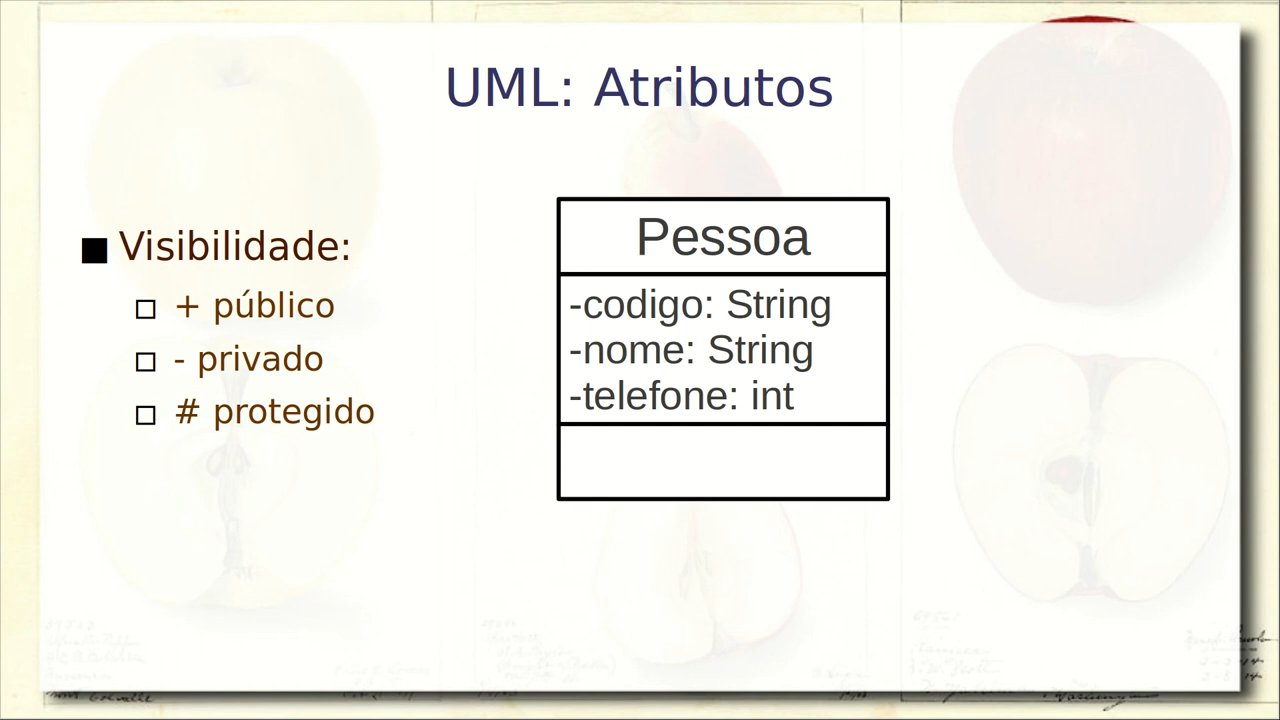 UML: Atributos
Visibilidade:
+ público
- privado
# protegido
Pessoa
-codigo: String
-nome: String
-telefone: int